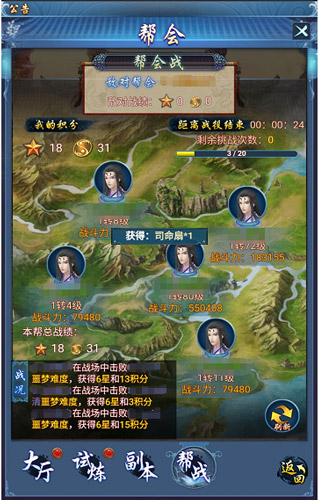 公告
帮会
帮会战
敌对帮会
敌对战绩: 0 0
我的积分
距离战役结束 00:00:24
18 31
剩余挑战次数: 0
3 / 20
1转8级
战斗力
1转72级
战斗力: 183155
获得: 司命扇*1
1转4级
战斗力: 79480
1转80级
战斗力: 550468
本帮总战绩:
18 31
1转11级
战斗力: 79480
战况
在战场中击败
噩梦难度, 获得6星和13积分
在战场中击败
清噩梦难度, 获得6星和2积分
在战场中击败
噩梦难度, 获得6星和15积分
刷新
大厅
试炼
副本
帮战
返回